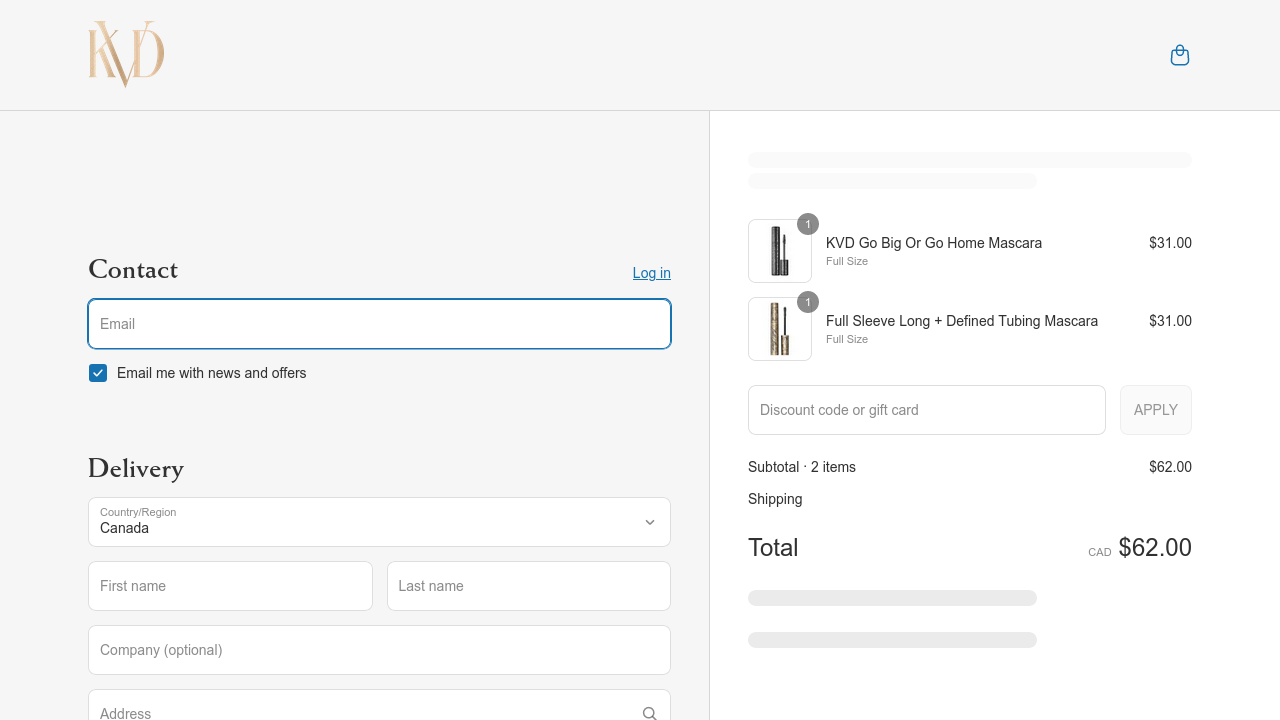 KVD
Contact
Log in
Email
Email me with news and offers
Delivery
Country/Region
Canada
First name
Last name
Company (optional)
Address
1
KVD Go Big Or Go Home Mascara
$31.00
Full Size
1
Full Sleeve Long + Defined Tubing Mascara
$31.00
Full Size
Discount code or gift card
APPLY
Subtotal · 2 items
$62.00
Shipping
Total
CAD $62.00